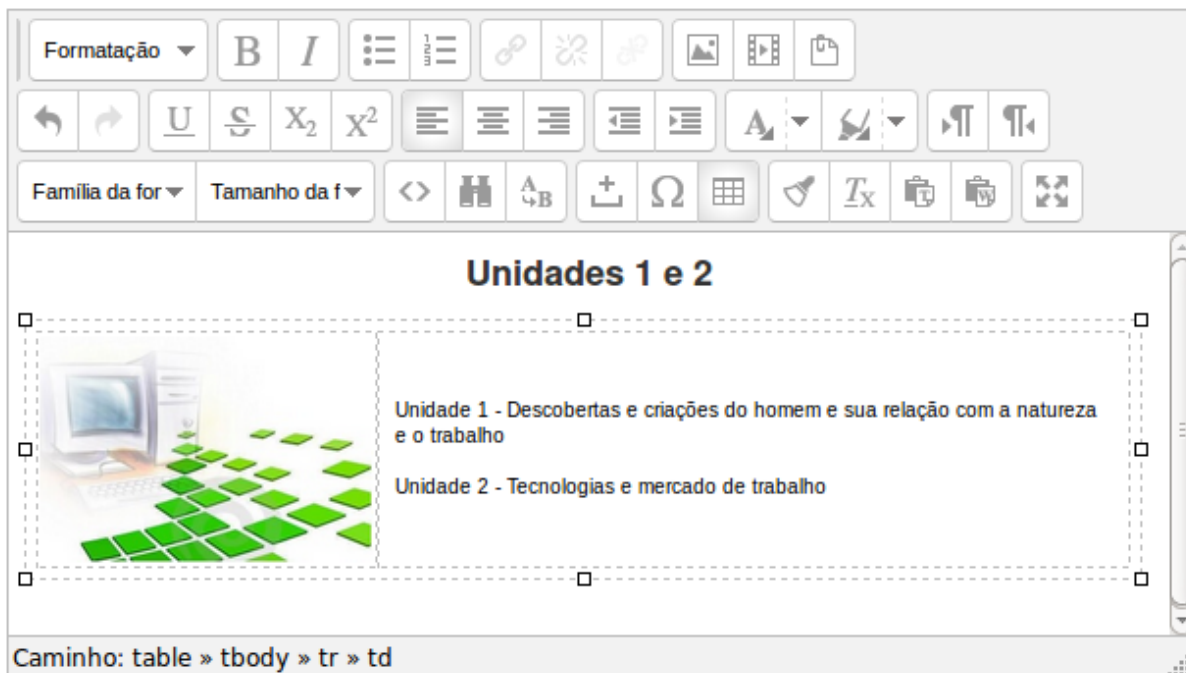 Formatação
Família da for
Tamanho da f
Unidades 1 e 2
Unidade 1 - Descobertas e criações do homem e sua relação com a natureza
e o trabalho
Unidade 2 - Tecnologias e mercado de trabalho
Caminho: table » tbody » tr » td